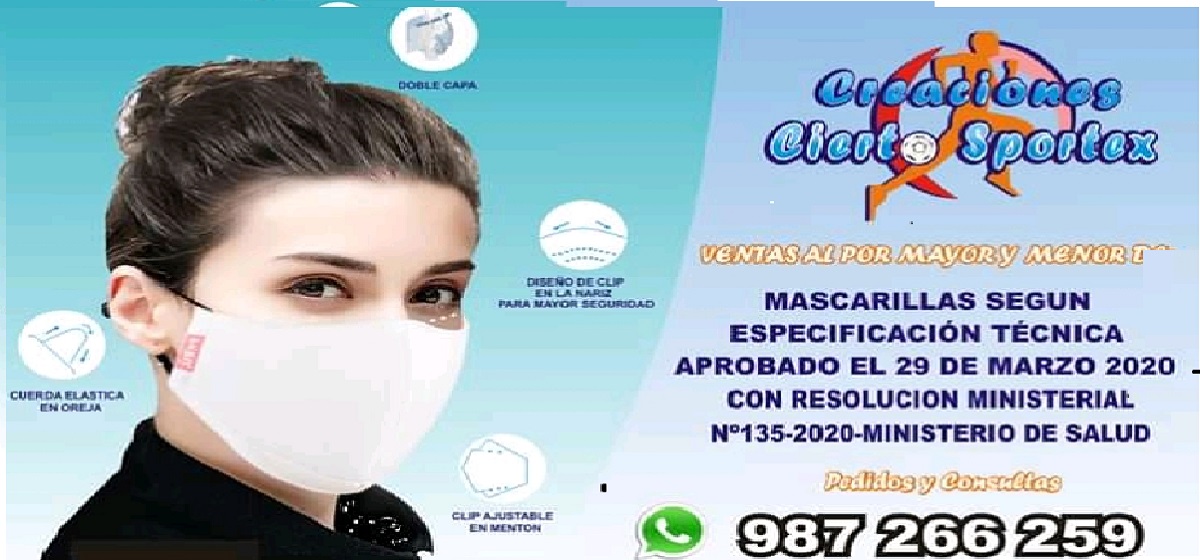 DOBLE CAPA
DISEÑO DE CLIP
EN LA NARIZ
PARA MAYOR SEGURIDAD
CUERDA ELASTICA
EN OREJA
CLIP AJUSTABLE
EN MENTON
Creaciones
Cierto Sportex
VENTAS AL POR MAYOR Y MENOR
MASCARILLAS SEGUN
ESPECIFICACIÓN TÉCNICA
APROBADO EL 29 DE MARZO 2020
CON RESOLUCION MINISTERIAL
Nº135-2020-MINISTERIO DE SALUD
Pedidos y Consultas
987 266 259